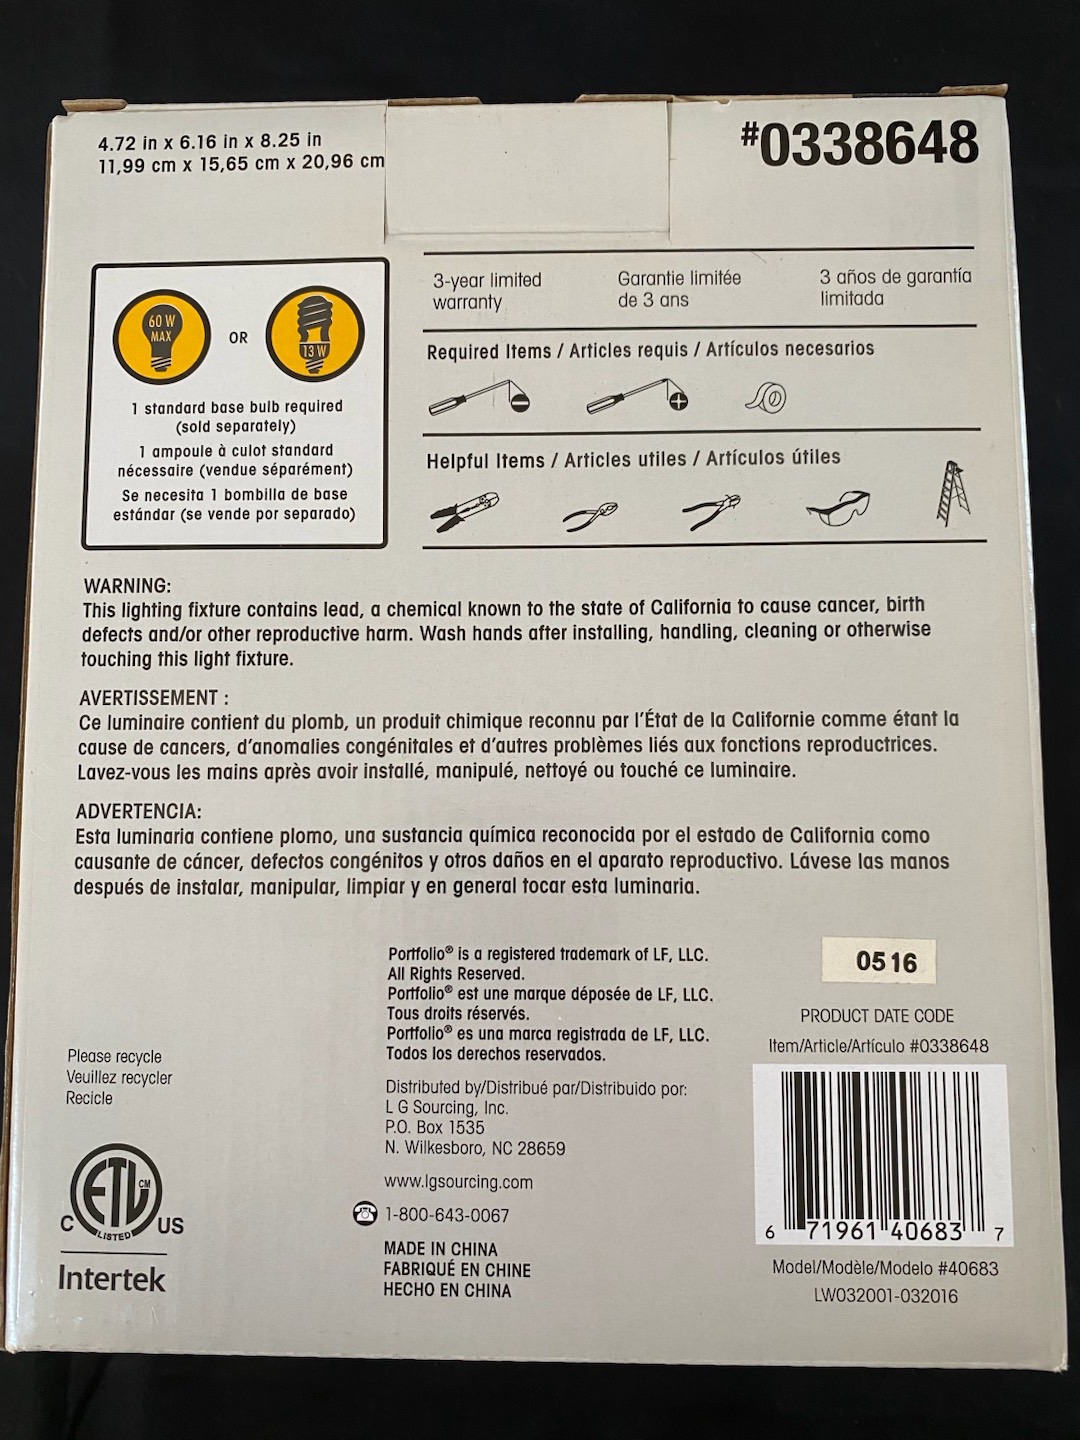 4.72 in x 6.16 in x 8.25 in
11,99 cm x 15,65 cm x 20,96 cm
#0338648
60 W
MAX
OR
13 W
1 standard base bulb required
(sold separately)
1 ampoule à culot standard
nécessaire (vendue séparément)
Se necesita 1 bombilla de base
estándar (se vende por separado)
3-year limited
warranty
Garantie limitée
de 3 ans
3 años de garantía
limitada
Required Items / Articles requis / Artículos necesarios
Helpful Items / Articles utiles / Artículos útiles
WARNING:
This lighting fixture contains lead, a chemical known to the state of California to cause cancer, birth
defects and/or other reproductive harm. Wash hands after installing, handling, cleaning or otherwise
touching this light fixture.
AVERTISSEMENT :
Ce luminaire contient du plomb, un produit chimique reconnu par l'État de la Californie comme étant la
cause de cancers, d'anomalies congénitales et d'autres problèmes liés aux fonctions reproductrices.
Lavez-vous les mains après avoir installé, manipulé, nettoyé ou touché ce luminaire.
ADVERTENCIA:
Esta luminaria contiene plomo, una sustancia química reconocida por el estado de California como
causante de cáncer, defectos congénitos y otros daños en el aparato reproductivo. Lávese las manos
después de instalar, manipular, limpiar y en general tocar esta luminaria.
Portfolio® is a registered trademark of LF, LLC.
All Rights Reserved.
Portfolio® est une marque déposée de LF, LLC.
Tous droits réservés.
Portfolio® es una marca registrada de LF, LLC.
Todos los derechos reservados.
Distributed by/Distribué par/Distribuido por:
L G Sourcing, Inc.
P.O. Box 1535
N. Wilkesboro, NC 28659
www.lgsourcing.com
1-800-643-0067
MADE IN CHINA
FABRIQUÉ EN CHINE
HECHO EN CHINA
Please recycle
Veuillez recycler
Recicle
ETL CM
C LISTED US
Intertek
0516
PRODUCT DATE CODE
Item/Article/Artículo #0338648
6 71961 40683 7
Model/Modèle/Modelo #40683
LW032001-032016